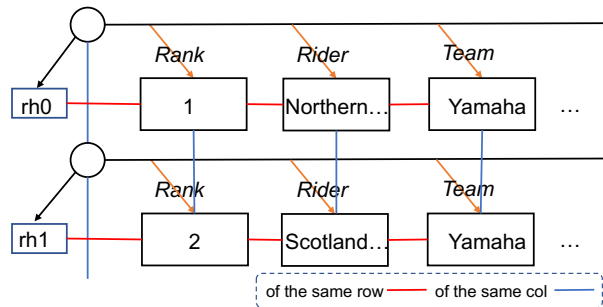 Rank Rider Team
rh0 1 Northern… Yamaha …
Rank Rider Team
rh1 2 Scotland… Yamaha …
of the same row of the same col